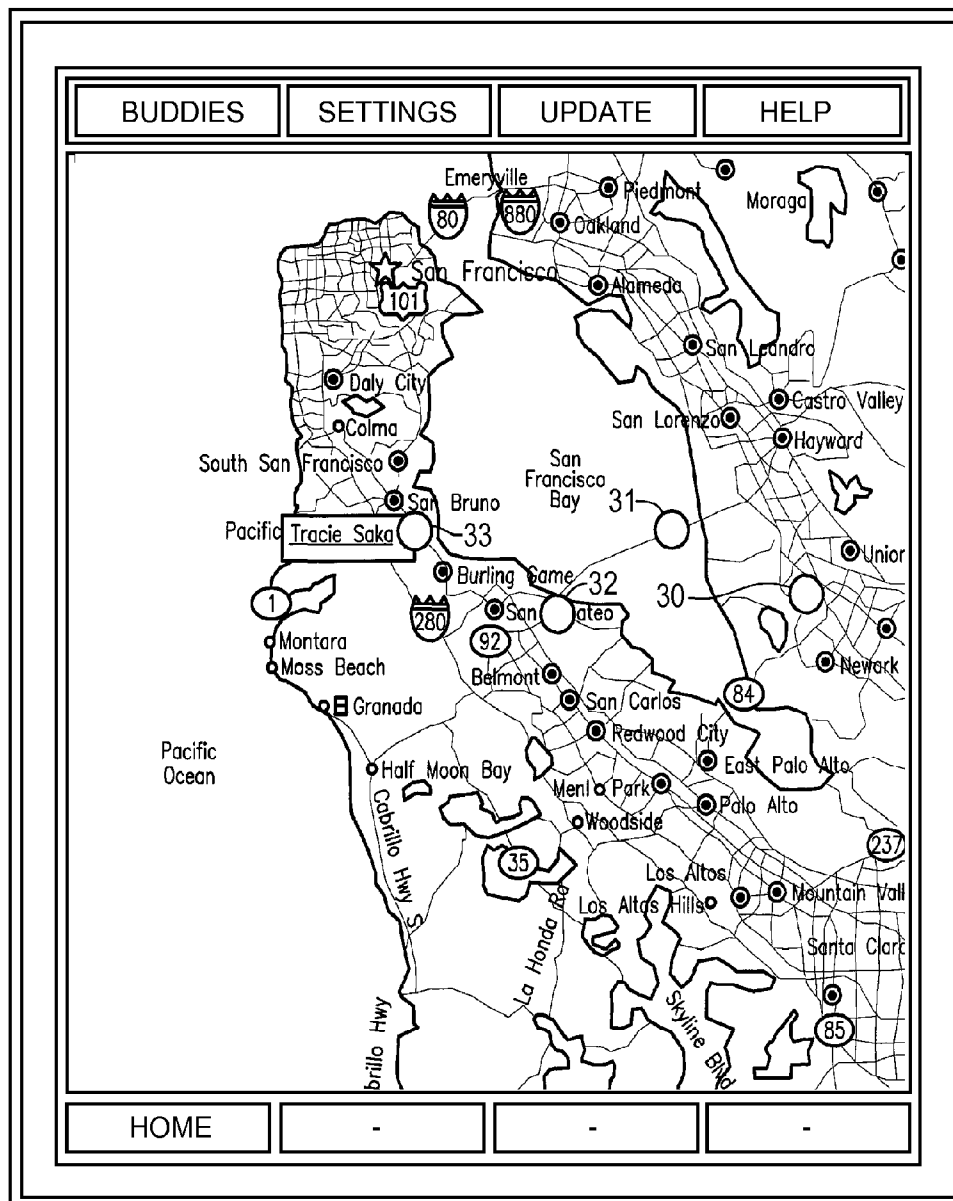 BUDDIES SETTINGS UPDATE HELP
Emeryville
Piedmont
Moraga
80
880
Oakland
San Francisco
101
Alameda
San Leandro
Daly City
Castro Valley
Colma
San Lorenzo
Hayward
South San Francisco
San
Francisco
Bay
31
San Bruno
Pacific
Tracie Saka
33
Union
Burling Game
32
30
1
280
San ateo
92
Montara
Moss Beach
Belmont
Newark
84
San Carlos
Granada
Redwood City
Pacific
Ocean
East Palo Alto
Half Moon Bay
Menl Park
Palo Alto
Cabrillo Hwy S
Woodside
237
35
Los Altos
Mountain Vall
Los Altos Hills
La Honda Ra
Santa Clar
Skyline Blvd
85
brillo Hwy
HOME - - -